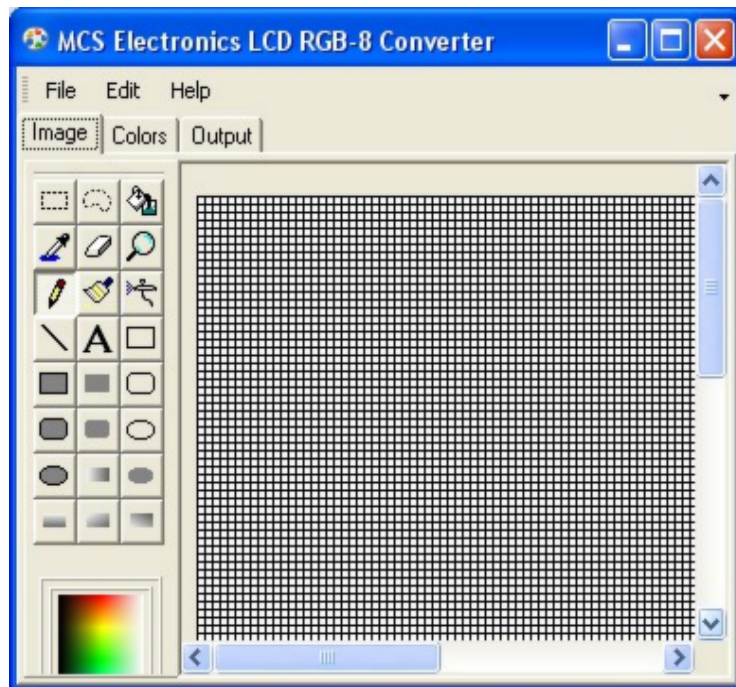 MCS Electronics LCD RGB-8 Converter
File Edit Help
Image Colors Output
A